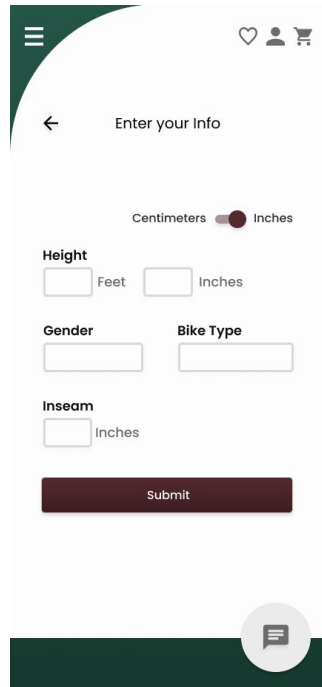 Enter your Info
Centimeters Inches
Height
Feet Inches
Gender Bike Type
Inseam
Inches
Submit